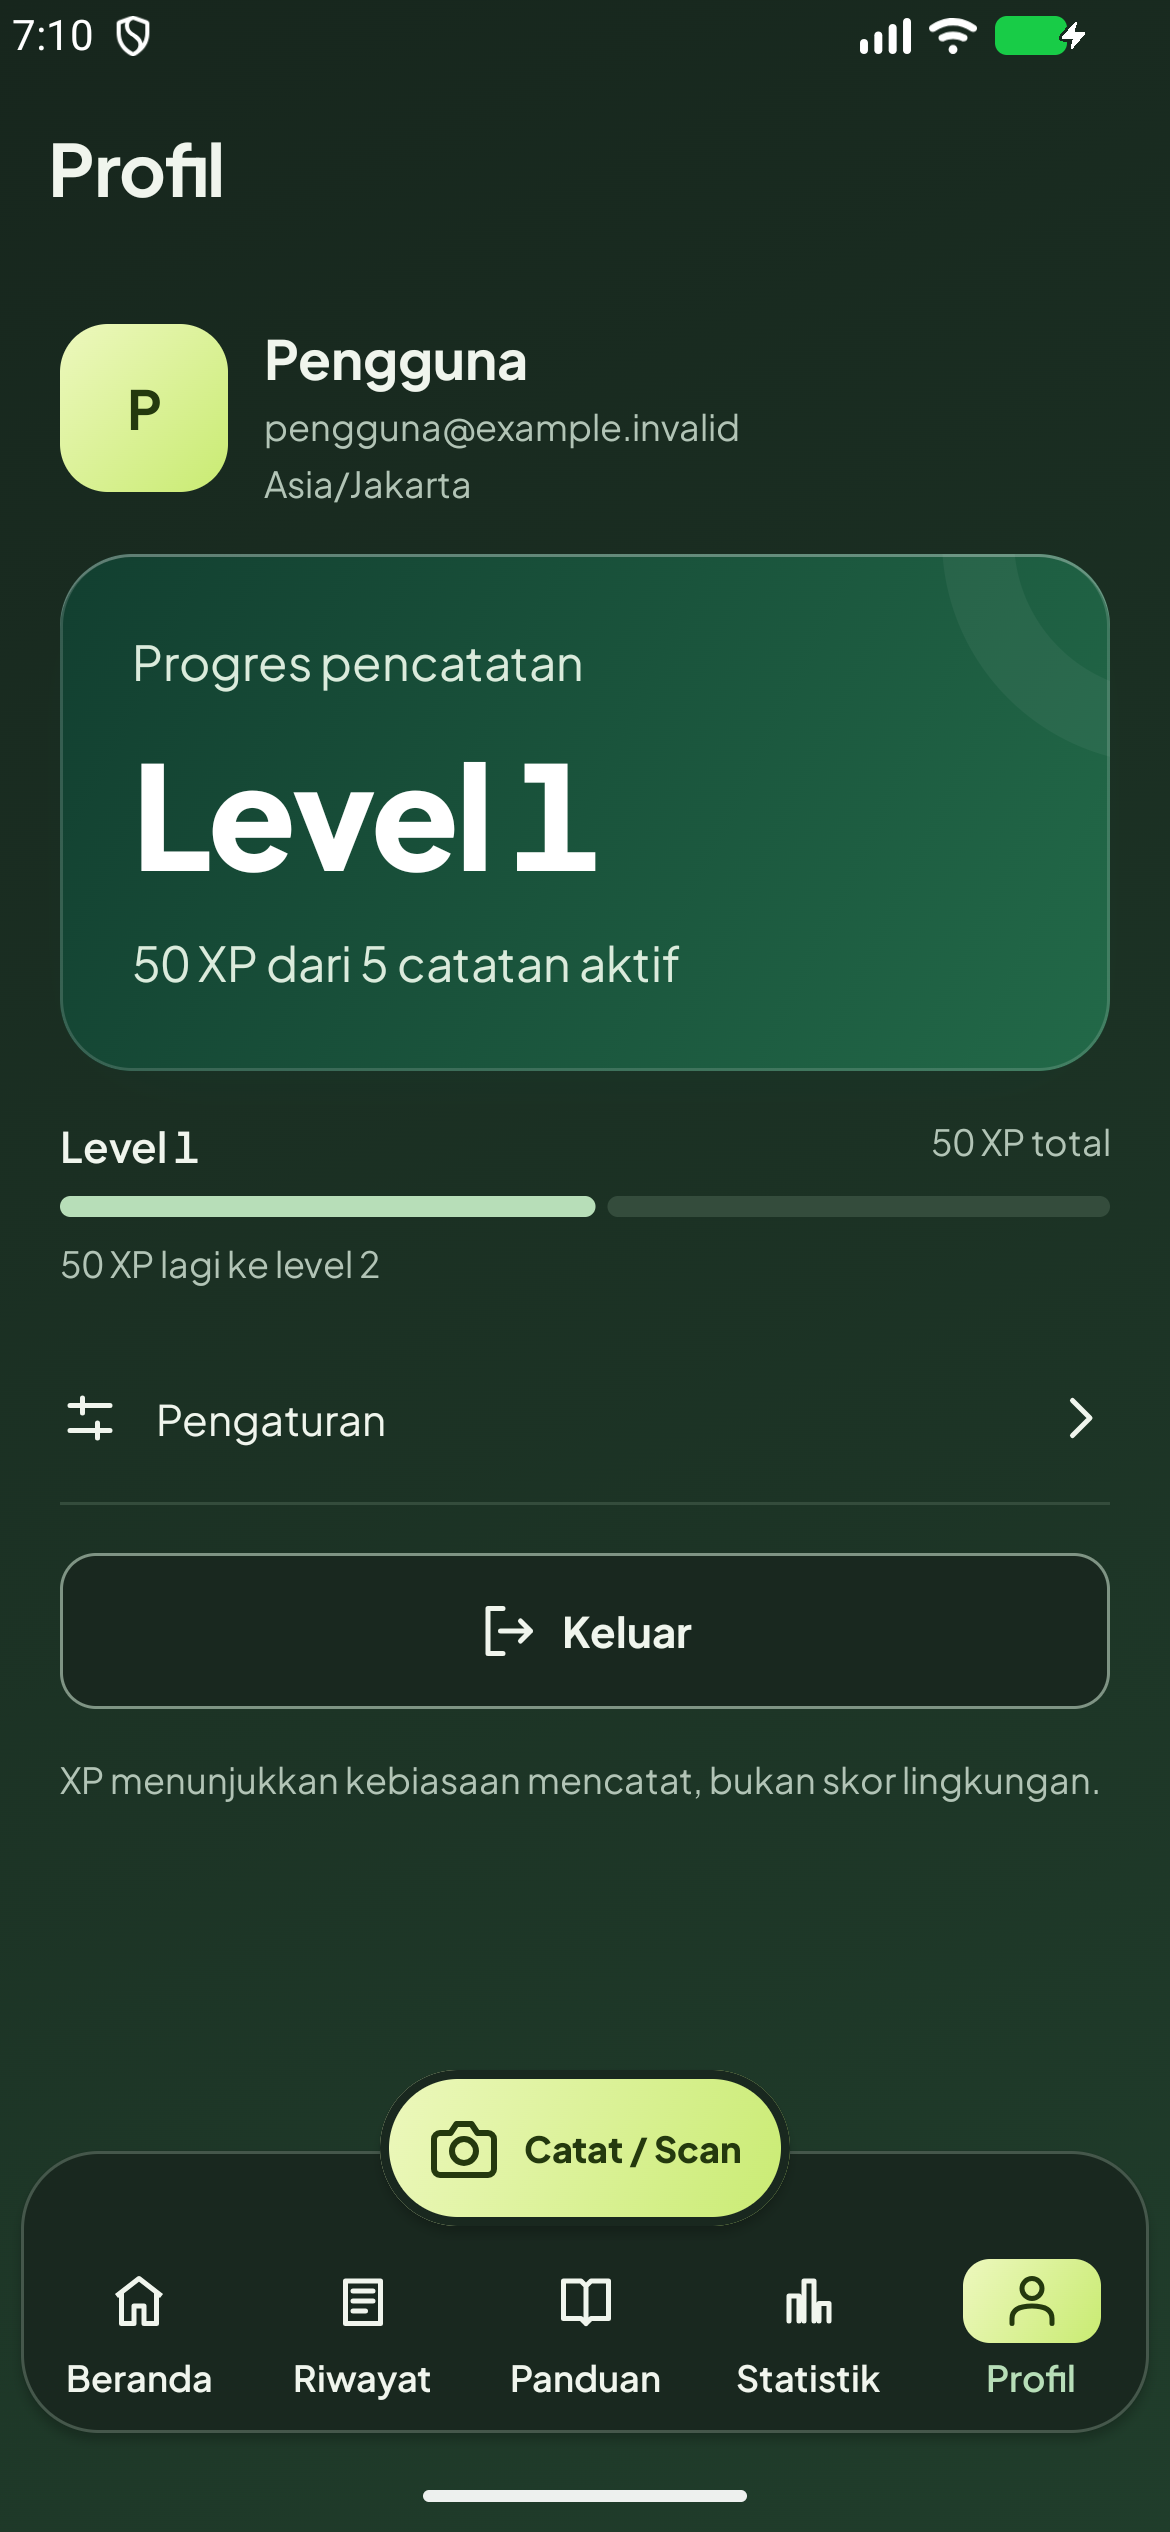 7:10
Profil
P
Pengguna
pengguna@example.invalid
Asia/Jakarta
Progres pencatatan
Level 1
50 XP dari 5 catatan aktif
Level 1
50 XP total
50 XP lagi ke level 2
Pengaturan
Keluar
XP menunjukkan kebiasaan mencatat, bukan skor lingkungan.
Catat / Scan
Beranda
Riwayat
Panduan
Statistik
Profil